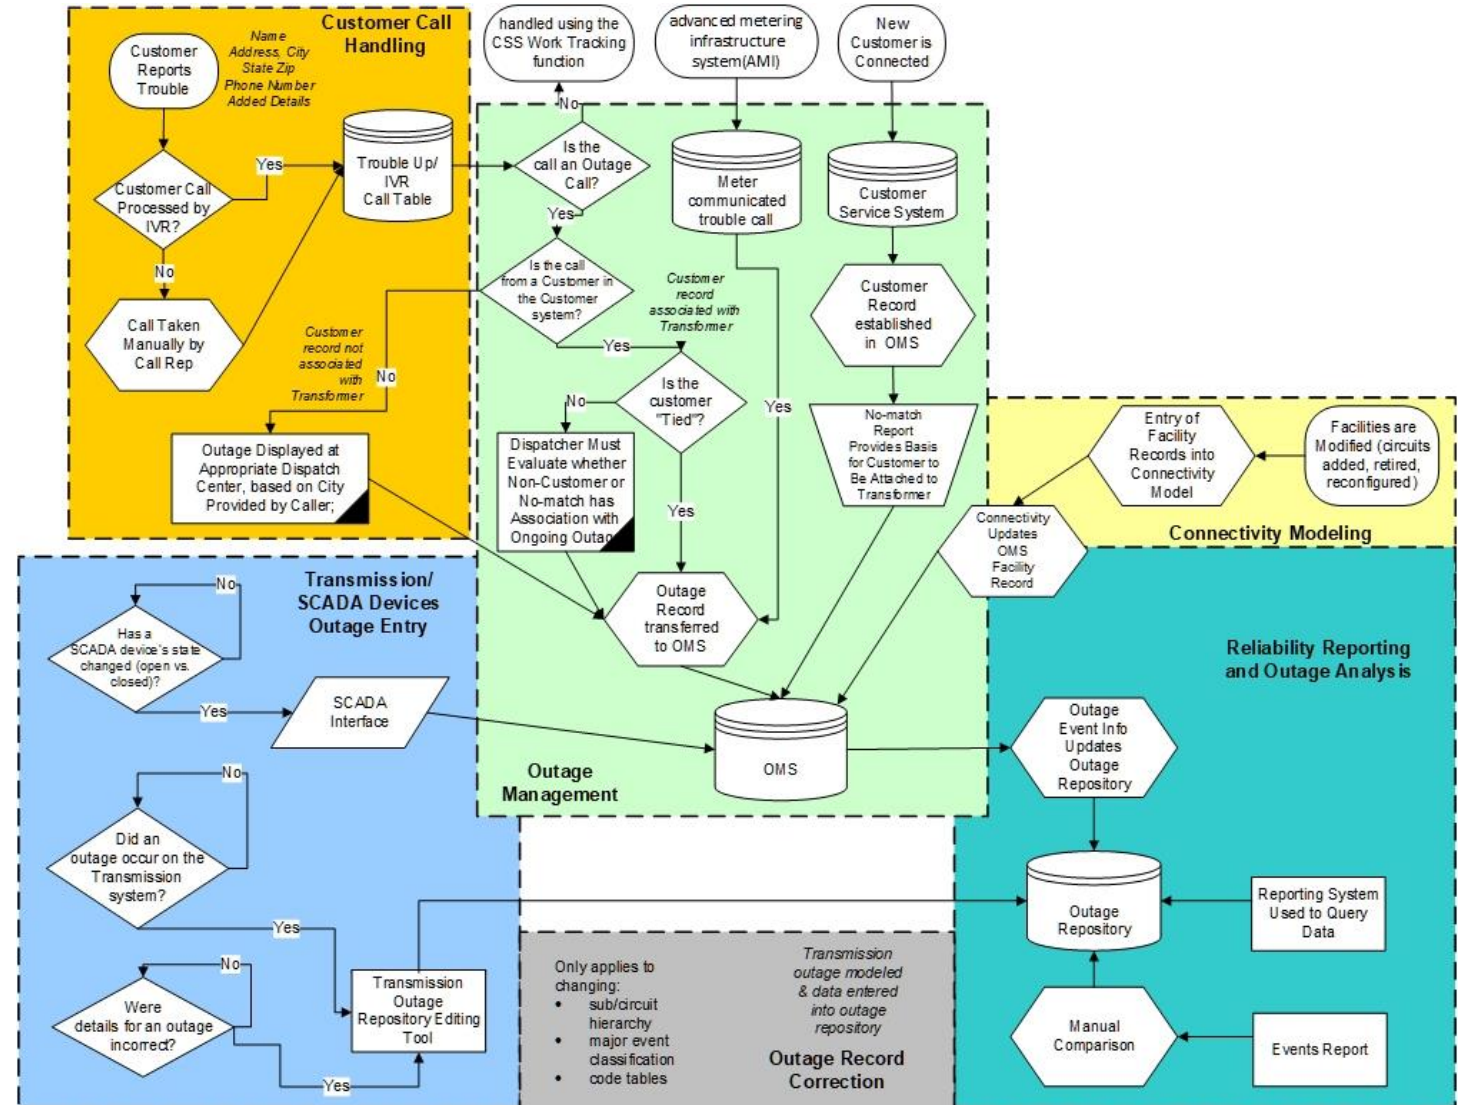 Customer Call
Handling
Customer
Reports
Trouble
Name
Address, City
State Zip
Phone Number
Added Details
Customer Call
Processed by
IVR?
Yes
No
Trouble Up/
IVR
Call Table
Call Taken
Manually by
Call Rep
Customer
record not
associated
with
Transformer
No
Outage Displayed at
Appropriate Dispatch
Center, based on City
Provided by Caller;
handled using the
CSS Work Tracking
function
advanced metering
infrastructure
system(AMI)
New
Customer is
Connected
No
Is the
call an Outage
Call?
Yes
Meter
communicated
trouble call
Customer
Service System
Is the call
from a Customer in
the Customer
system?
Customer
record
associated with
Transformer
Yes
Customer
Record
established
in OMS
Is the
customer
"Tied"?
No
Yes
Yes
Dispatcher Must
Evaluate whether
Non-Customer or
No-match has
Association with
Ongoing Outag
No-match
Report
Provides Basis
for Customer to
Be Attached to
Transformer
Outage
Record
transferred
to OMS
OMS
Outage
Management
Entry of
Facility
Records into
Connectivity
Model
Facilities are
Modified (circuits
added, retired,
reconfigured)
Connectivity
Updates
OMS
Facility
Record
Connectivity Modeling
Transmission/
SCADA Devices
Outage Entry
No
Has a
SCADA device's state
changed (open vs.
closed)?
Yes
SCADA
Interface
No
Did an
outage occur on the
Transmission
system?
Yes
No
Were
details for an outage
incorrect?
Yes
Transmission
Outage
Repository Editing
Tool
Only applies to
changing:
• sub/circuit
hierarchy
• major event
classification
• code tables
Transmission
outage modeled
& data entered
into outage
repository
Outage Record
Correction
Reliability Reporting
and Outage Analysis
Outage
Event Info
Updates
Outage
Repository
Outage
Repository
Reporting System
Used to Query
Data
Manual
Comparison
Events Report